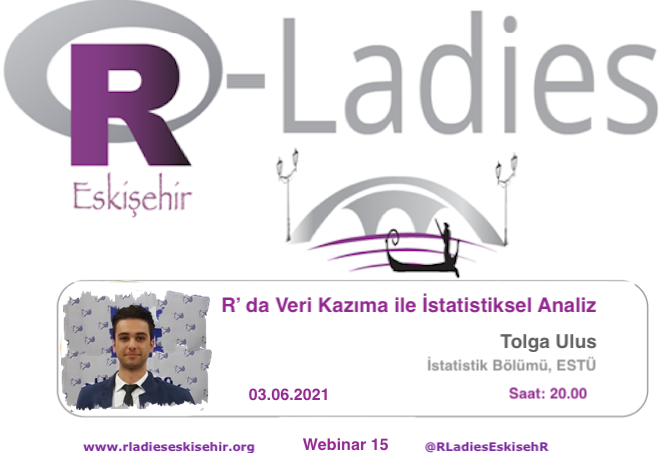 R-Ladies
Eskişehir
R' da Veri Kazıma ile İstatistiksel Analiz
Tolga Ulus
İstatistik Bölümü, ESTÜ
03.06.2021
Saat: 20.00
www.rladieseskisehir.org
Webinar 15
@RLadiesEskisehR